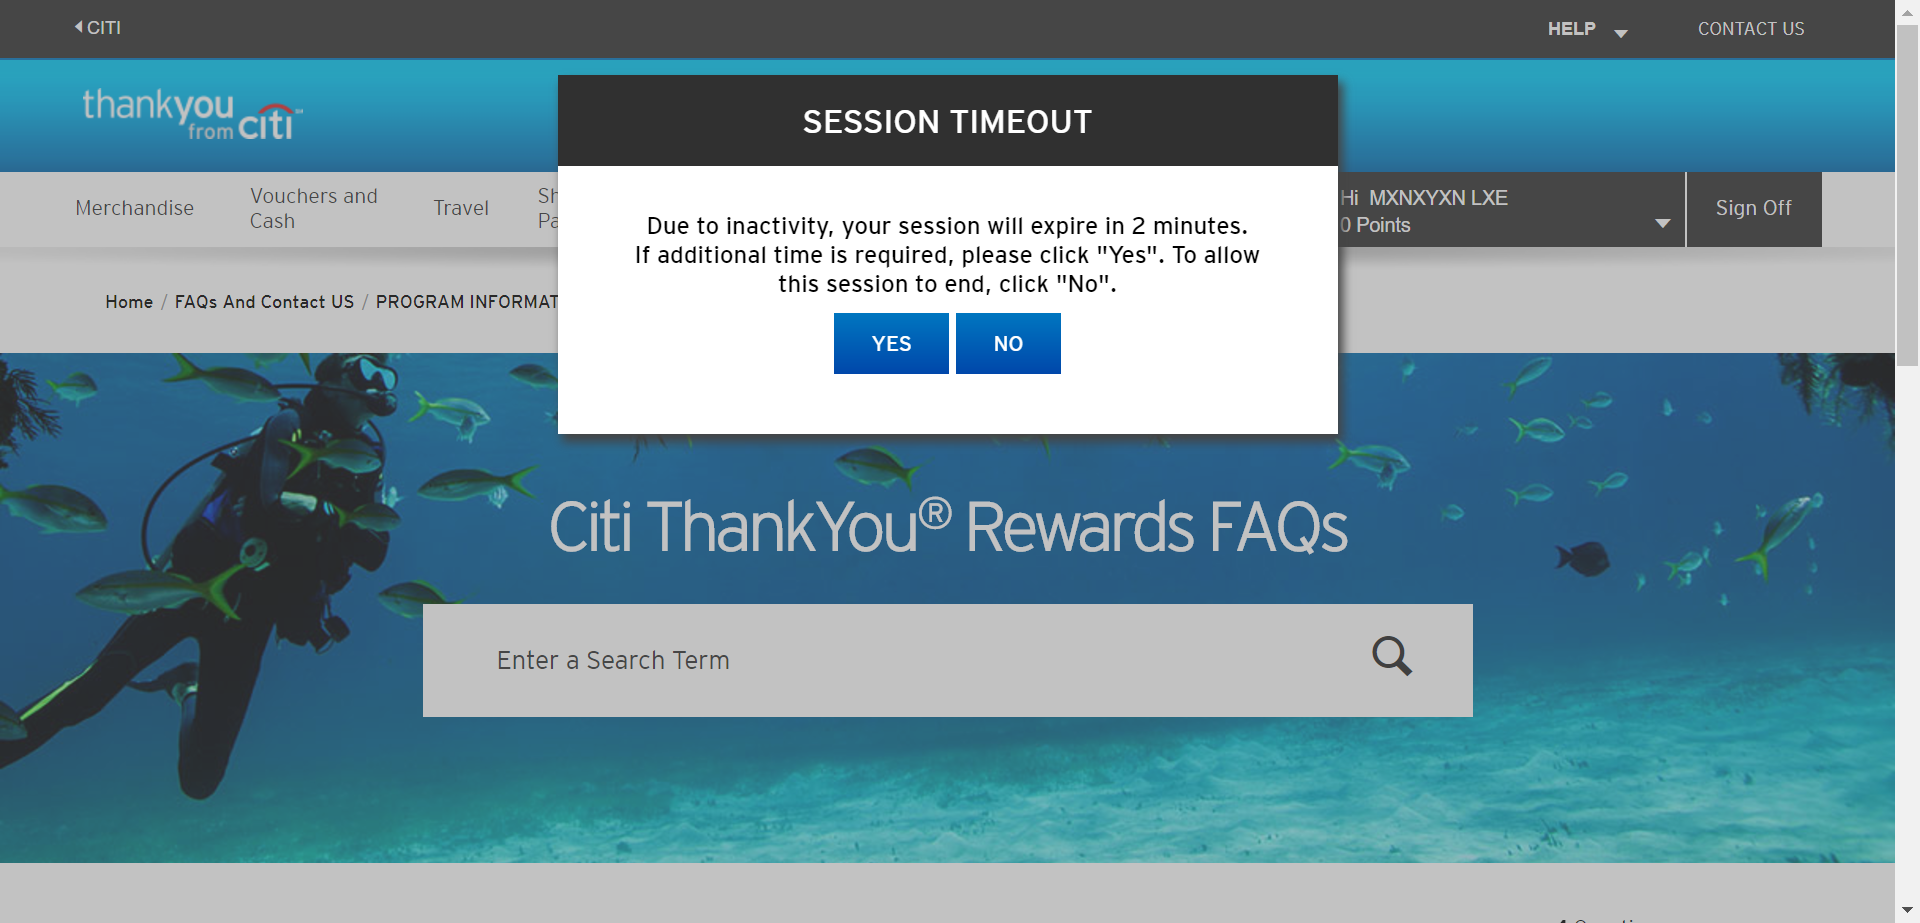 CITI
HELP
CONTACT US
thankyou
from citi
SESSION TIMEOUT
Due to inactivity, your session will expire in 2 minutes.
If additional time is required, please click "Yes". To allow
this session to end, click "No".
YES NO
Merchandise
Vouchers and
Cash
Travel
Sh
Pa
Hi MXNXYXN LXE
0 Points
Sign Off
Home / FAQs And Contact US / PROGRAM INFORMAT
Citi ThankYou® Rewards FAQs
Enter a Search Term